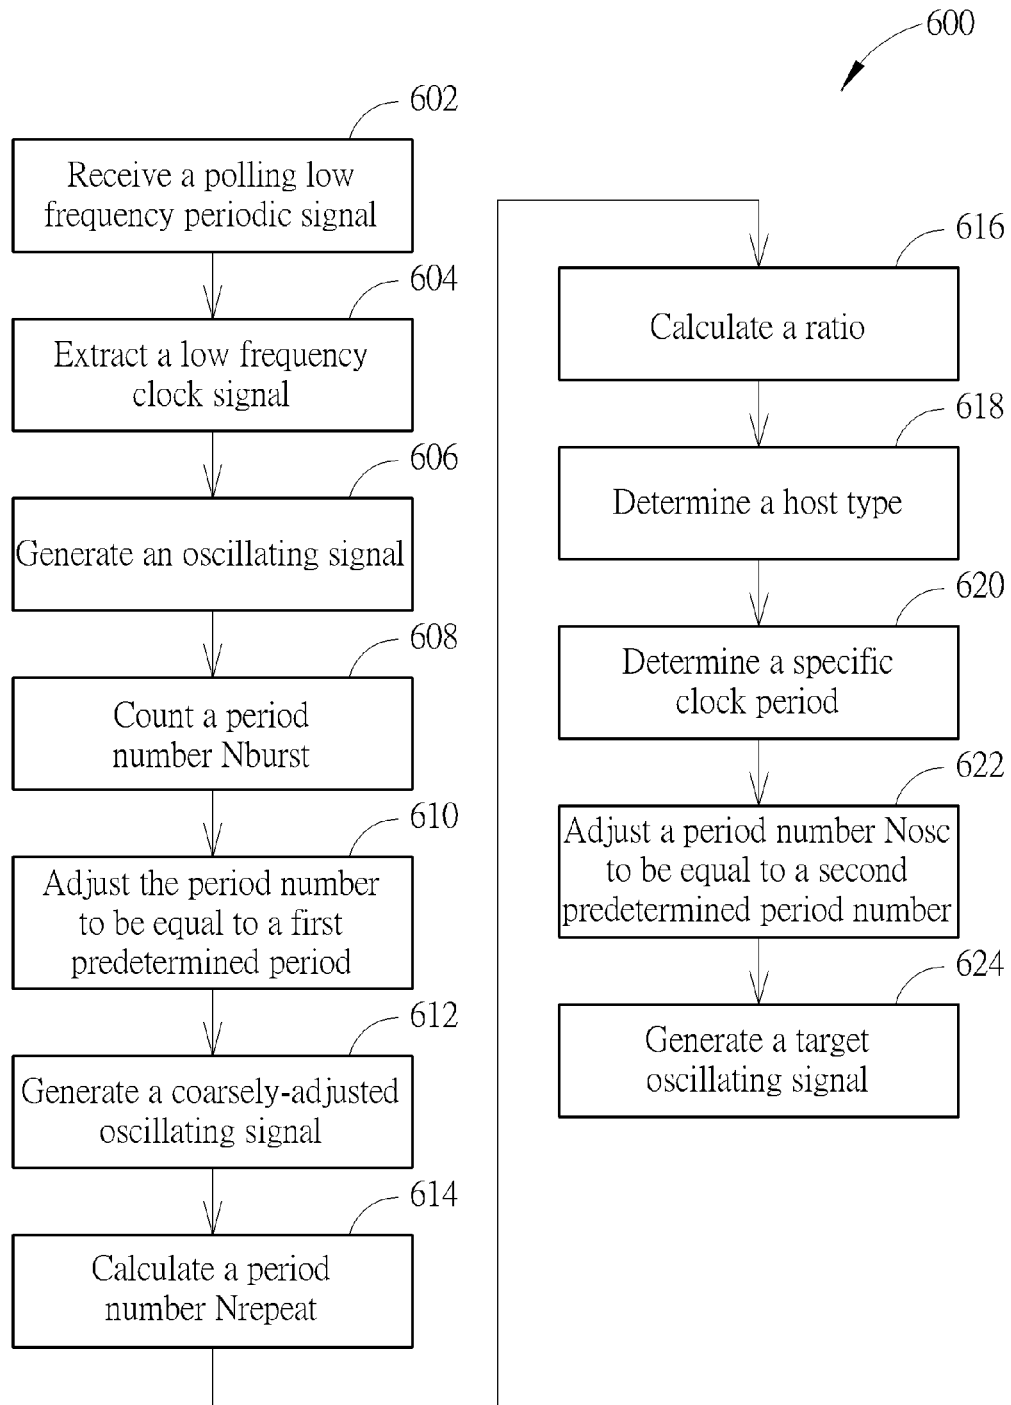 600
602
Receive a polling low
frequency periodic signal
604
Extract a low frequency
clock signal
606
Generate an oscillating signal
608
Count a period
number Nburst
610
Adjust the period number
to be equal to a first
predetermined period
612
Generate a coarsely-adjusted
oscillating signal
614
Calculate a period
number Nrepeat
616
Calculate a ratio
618
Determine a host type
620
Determine a specific
clock period
622
Adjust a period number Nosc
to be equal to a second
predetermined period number
624
Generate a target
oscillating signal